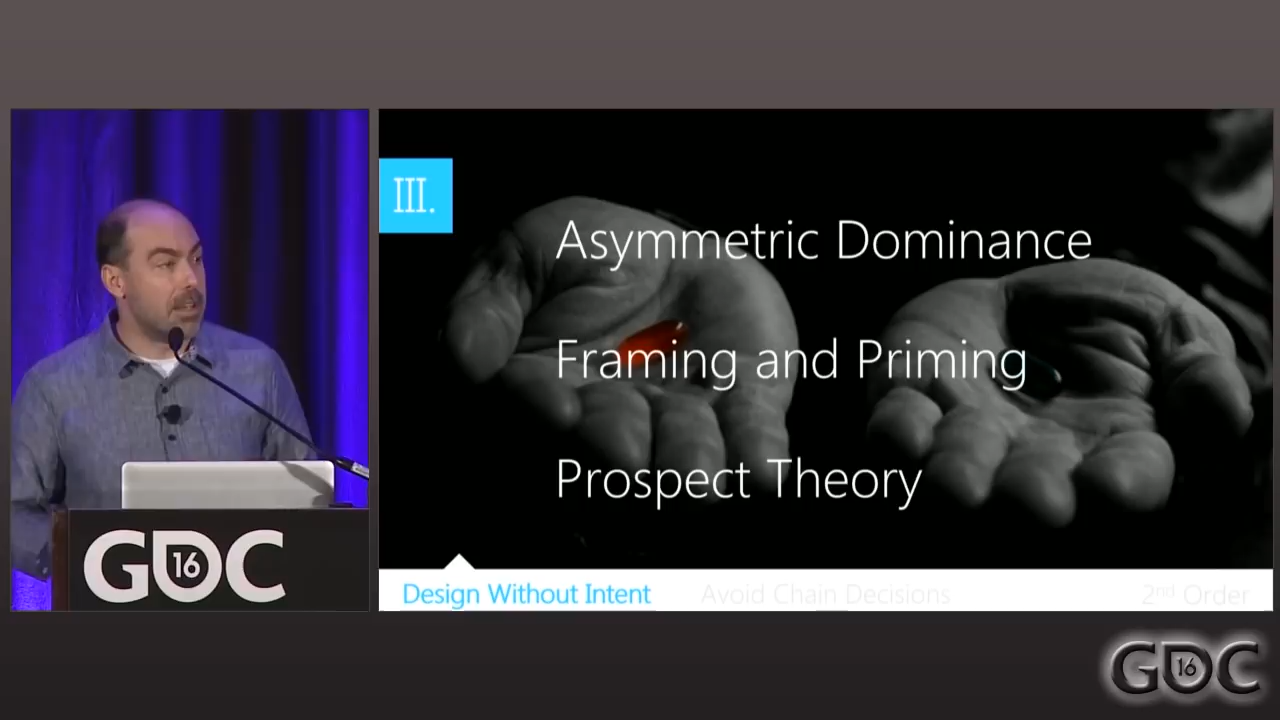 III.
Asymmetric Dominance
Framing and Priming
Prospect Theory
Design Without Intent
Avoid Chain Decisions
2nd Order
GDC 16
GDC 16